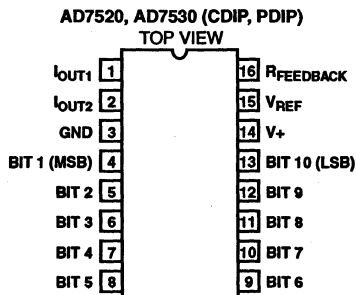 AD7520, AD7530 (CDIP, PDIP)
TOP VIEW
IOUT1 1 16 RFEEDBACK
IOUT2 2 15 VREF
GND 3 14 V+
BIT 1 (MSB) 4 13 BIT 10 (LSB)
BIT 2 5 12 BIT 9
BIT 3 6 11 BIT 8
BIT 4 7 10 BIT 7
BIT 5 8 9 BIT 6